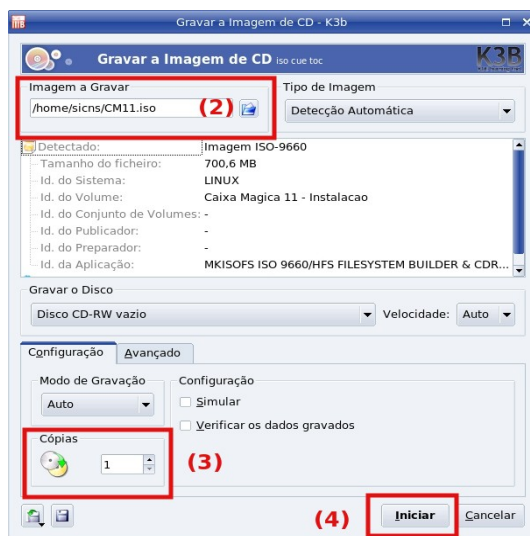 Gravar a Imagem de CD - K3b
Gravar a Imagem de CD iso cue toc
K3B
Imagem a Gravar
/home/sicns/CM11.iso (2)
Tipo de Imagem
Detecção Automática
Detectado: Imagem ISO-9660
Tamanho do ficheiro: 700,6 MB
Id. do Sistema: LINUX
Id. do Volume: Caixa Magica 11 - Instalacao
Id. do Conjunto de Volumes: -
Id. do Publicador: -
Id. do Preparador: -
Id. da Aplicação: MKISOFS ISO 9660/HFS FILESYSTEM BUILDER & CDR...
Gravar o Disco
Disco CD-RW vazio
Velocidade: Auto
Configuração Avançado
Modo de Gravação
Auto
Configuração
Simular
Verificar os dados gravados
Cópias
1
(3)
(4)
Iniciar
Cancelar